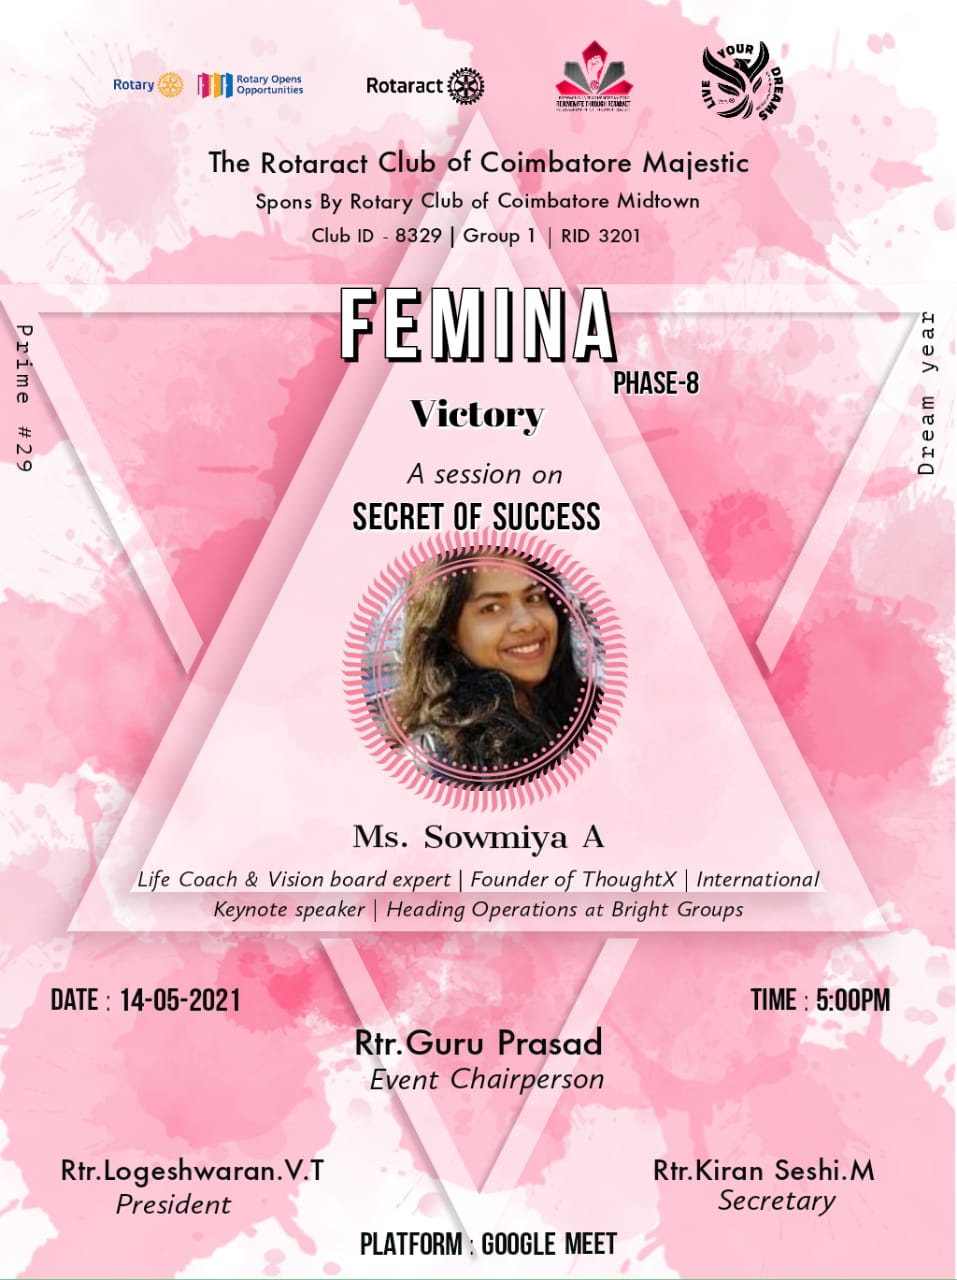 Rotary
Rotary Opens
Opportunities
Rotaract
REJUVENATE THROUGH ROTARACT
LIVE YOUR DREAMS
The Rotaract Club of Coimbatore Majestic
Spons By Rotary Club of Coimbatore Midtown
Club ID - 8329 | Group 1 | RID 3201
FEMINA
PHASE-8
Prime #29
Dream year
Victory
A session on
SECRET OF SUCCESS
Ms. Sowmiya A
Life Coach & Vision board expert | Founder of ThoughtX | International
Keynote speaker | Heading Operations at Bright Groups
DATE : 14-05-2021
TIME : 5:00PM
Rtr.Guru Prasad
Event Chairperson
Rtr.Logeshwaran.V.T
President
Rtr.Kiran Seshi.M
Secretary
PLATFORM : GOOGLE MEET